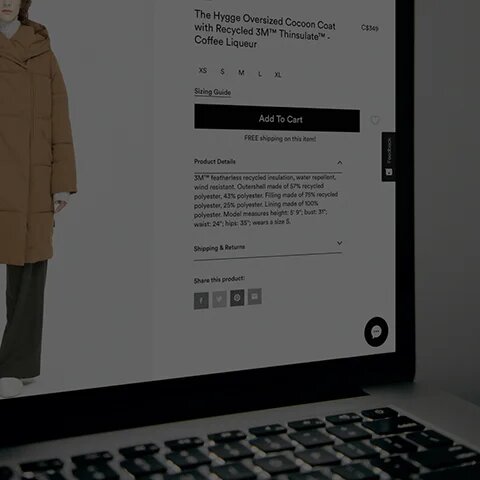 The Hygge Oversized Cocoon Coat
with Recycled 3M™ Thinsulate™ -
Coffee Liqueur
C$349
XS S M L XL
Sizing Guide
Add To Cart
FREE shipping on this item!
Feedback
Product Details
3M™ featherless recycled insulation, water repellent,
wind resistant. Outershell made of 57% recycled
polyester, 43% polyester. Filling made of 75% recycled
polyester, 25% polyester. Lining made of 100%
polyester. Model measures height: 5' 9"; bust: 31";
waist: 24"; hips: 35"; wears a size S.
Shipping & Returns
Share this product: